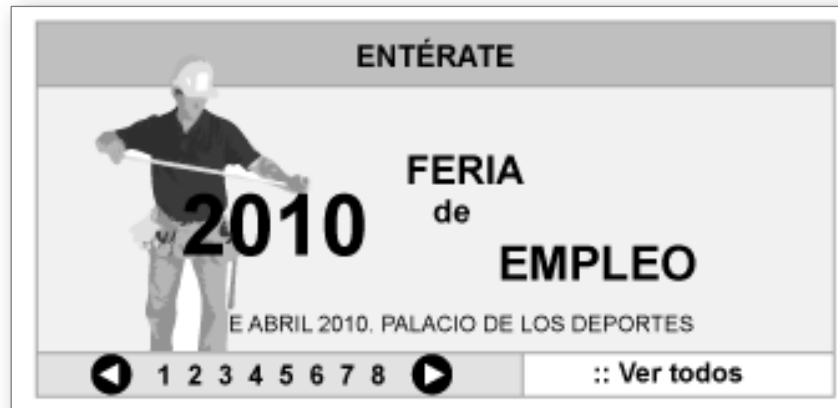 ENTÉRATE
FERIA
de
2010
EMPLEO
E ABRIL 2010. PALACIO DE LOS DEPORTES
1 2 3 4 5 6 7 8
:: Ver todos